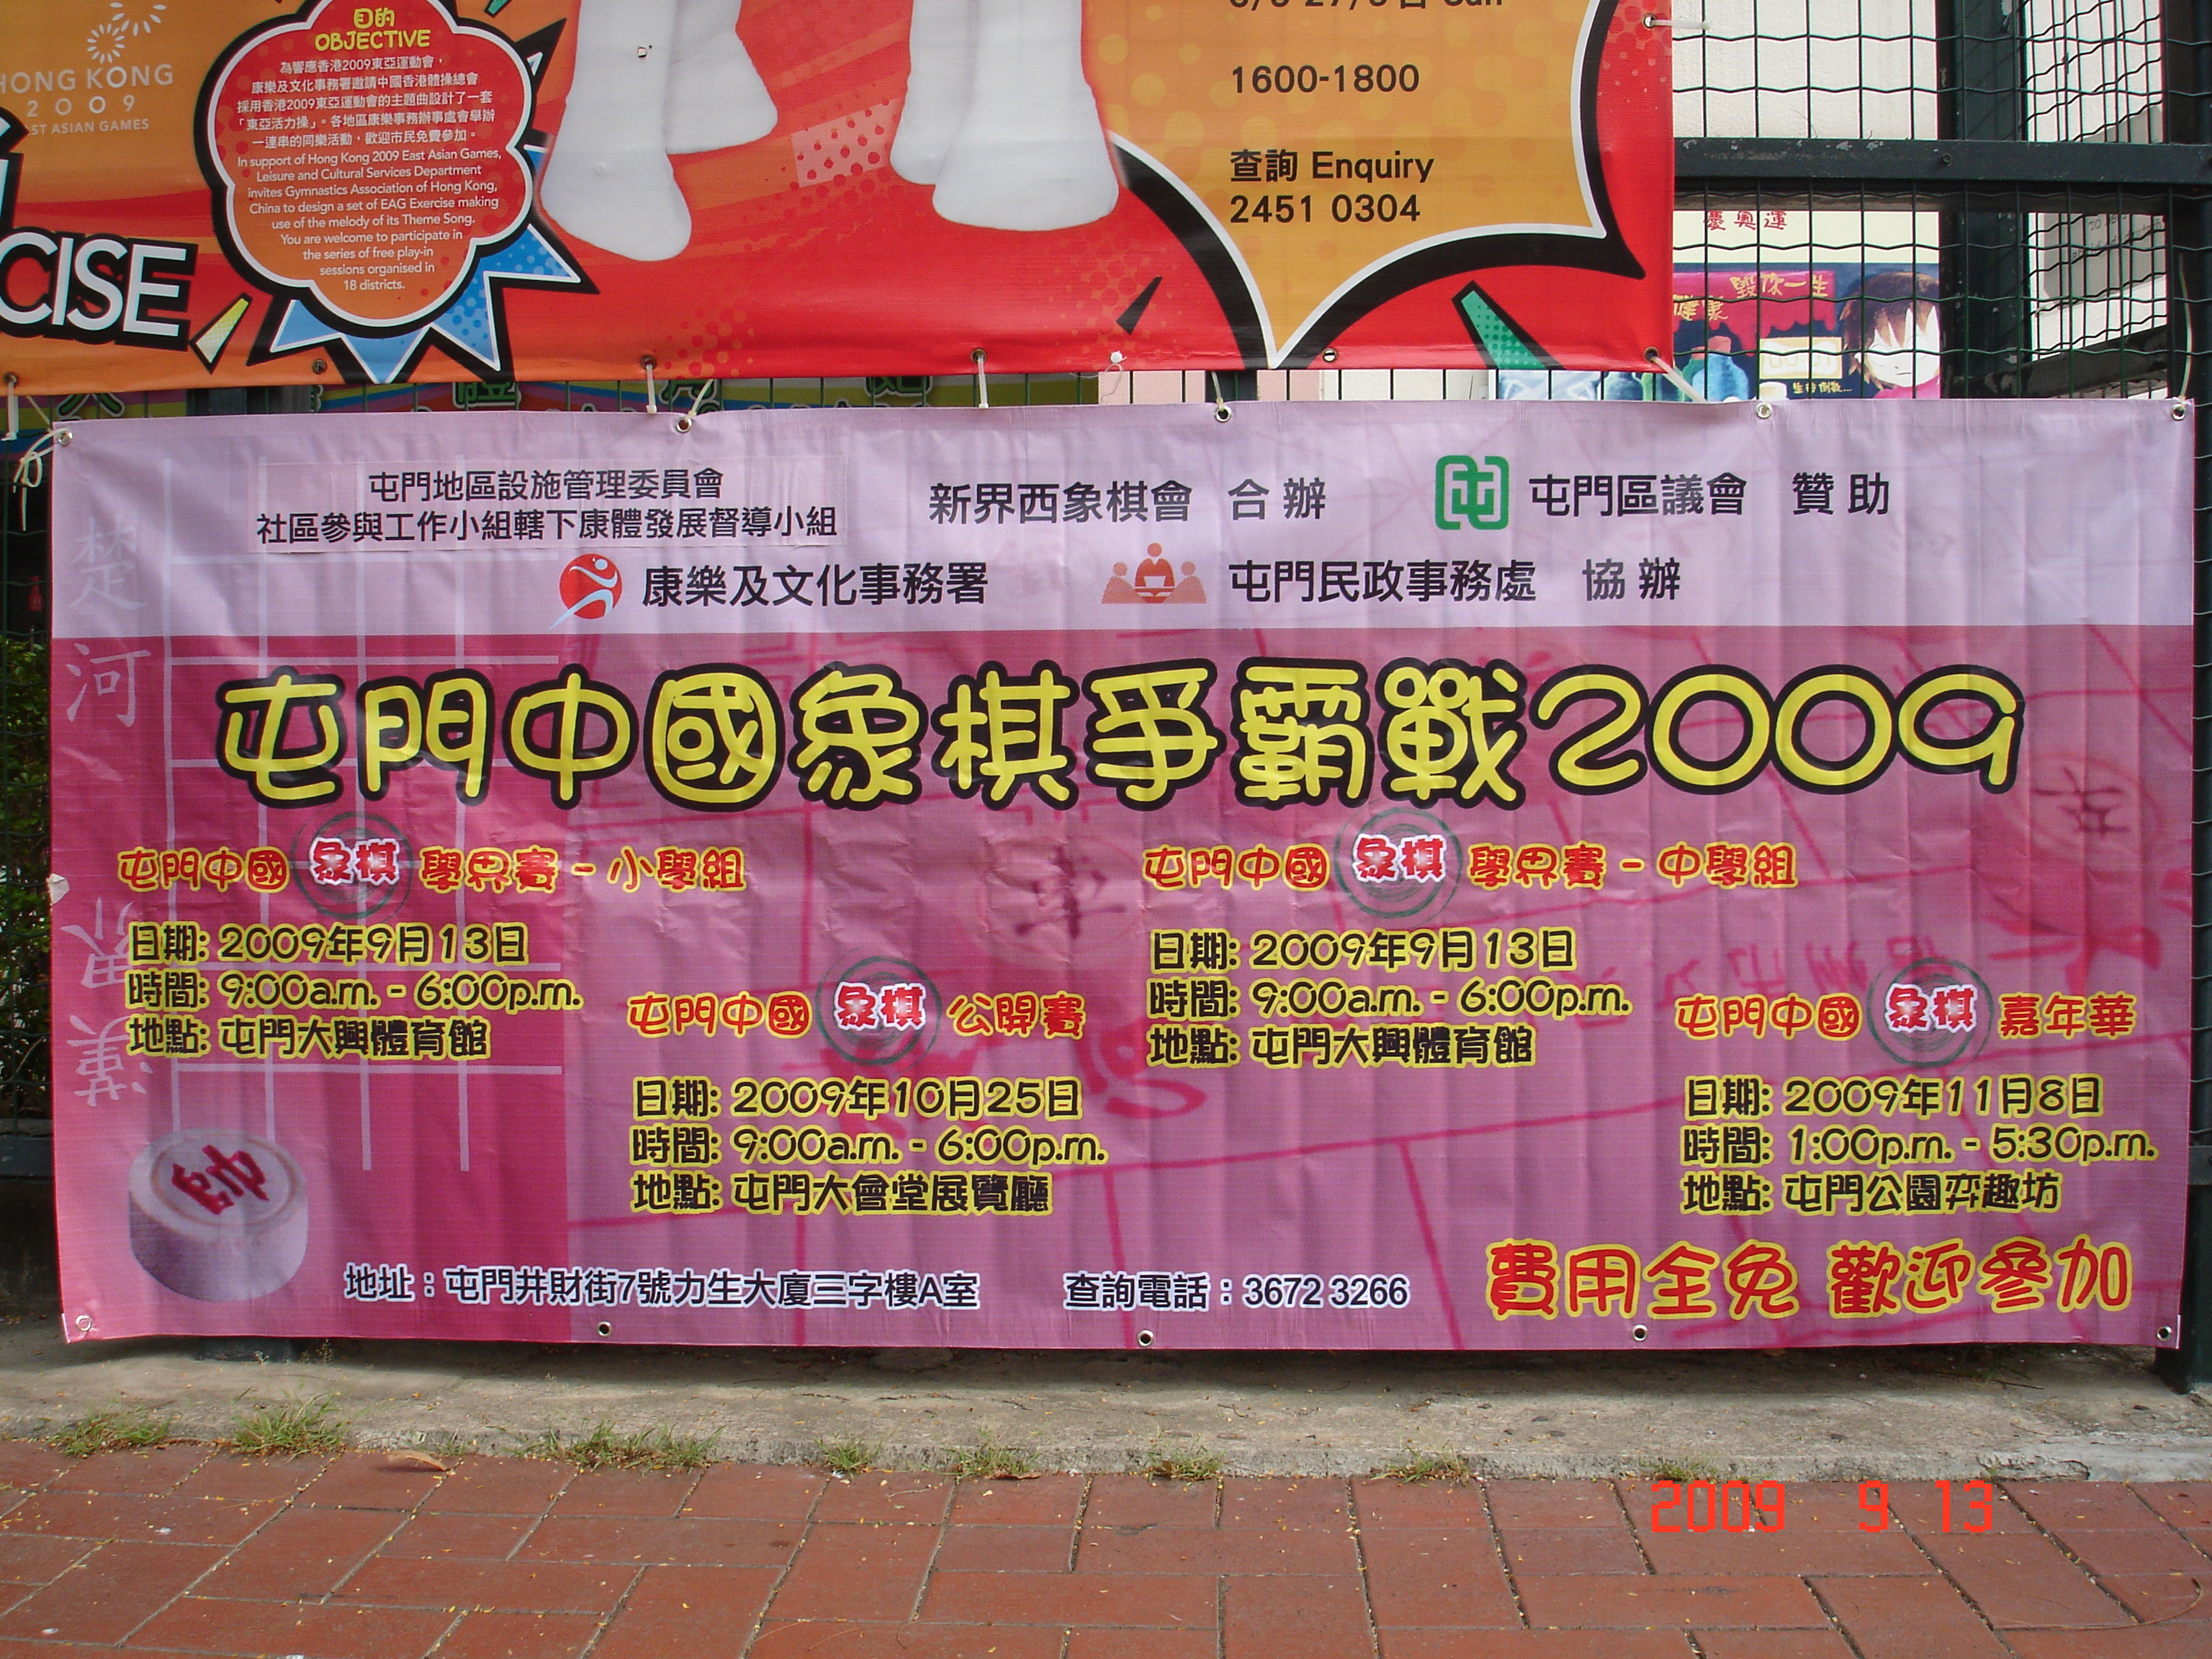 HONG KONG
2009
ST ASIAN GAMES
CISE
目的
OBJECTIVE
為響應香港2009東亞運動會，
康樂及文化事務署邀請中國香港體操總會
採用香港2009東亞運動會的主題曲設計了一套
「東亞活力操」。各地區康樂事務辦事處會舉辦
一連串的同樂活動，歡迎市民免費參加。
In support of Hong Kong 2009 East Asian Games,
Leisure and Cultural Services Department
invites Gymnastics Association of Hong Kong,
China to design a set of EAG Exercise making
use of the melody of its Theme Song.
You are welcome to participate in
the series of free play-in
sessions organised in
18 districts.
1600-1800
查詢 Enquiry
2451 0304
慶奧運
毀你一生
健康
屯門地區設施管理委員會
社區參與工作小組轄下康體發展督導小組
新界西象棋會 合辦
屯門區議會 贊助
康樂及文化事務署
屯門民政事務處 協辦
楚河
漢界
屯門中國象棋爭霸戰2009
屯門中國象棋學界賽-小學組
日期: 2009年9月13日
時間: 9:00a.m. - 6:00p.m.
地點: 屯門大興體育館
屯門中國象棋公開賽
日期: 2009年10月25日
時間: 9:00a.m. - 6:00p.m.
地點: 屯門大會堂展覽廳
屯門中國象棋學界賽-中學組
日期: 2009年9月13日
時間: 9:00a.m. - 6:00p.m.
地點: 屯門大興體育館
屯門中國象棋嘉年華
日期: 2009年11月8日
時間: 1:00p.m. - 5:30p.m.
地點: 屯門公園弈趣坊
帥
地址：屯門井財街7號力生大廈三字樓A室
查詢電話：3672 3266
費用全免 歡迎參加
2009 9 13